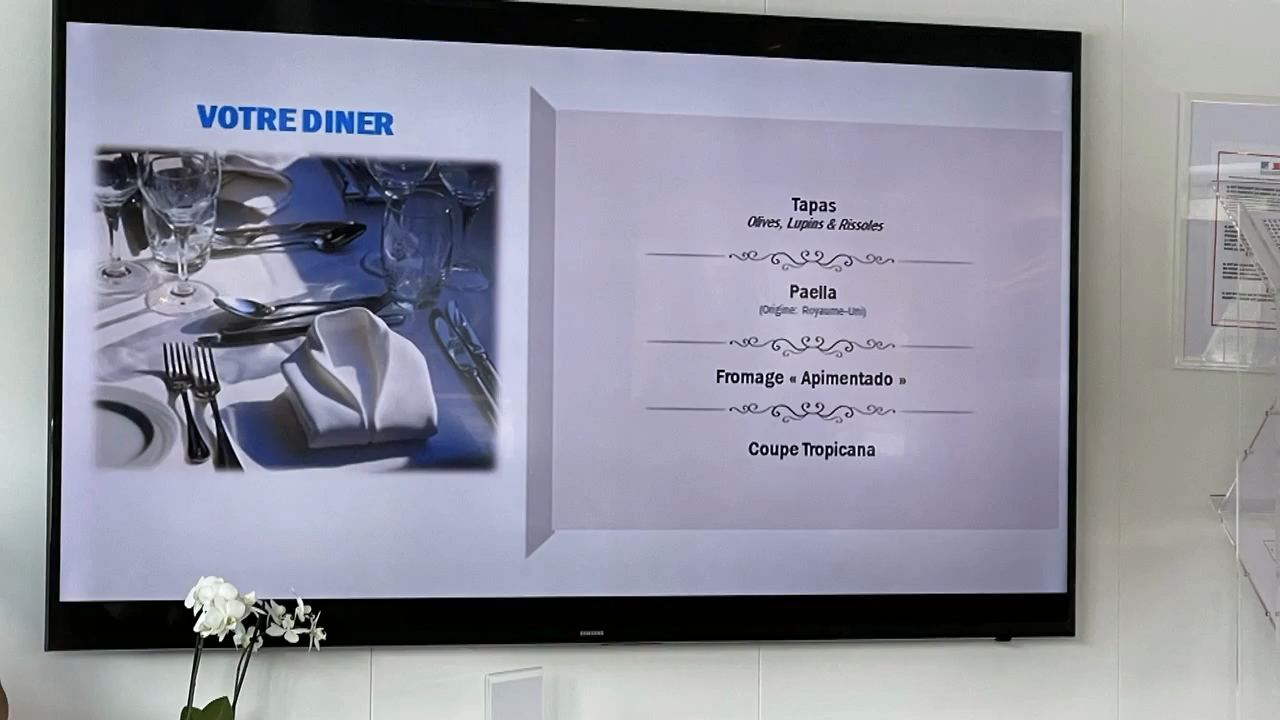 VOTRE DINER
Tapas
Olives, Lupins & Rissoles
Paella
(Origine: Royaume-Uni)
Fromage « Apimentado »
Coupe Tropicana
SAMSUNG